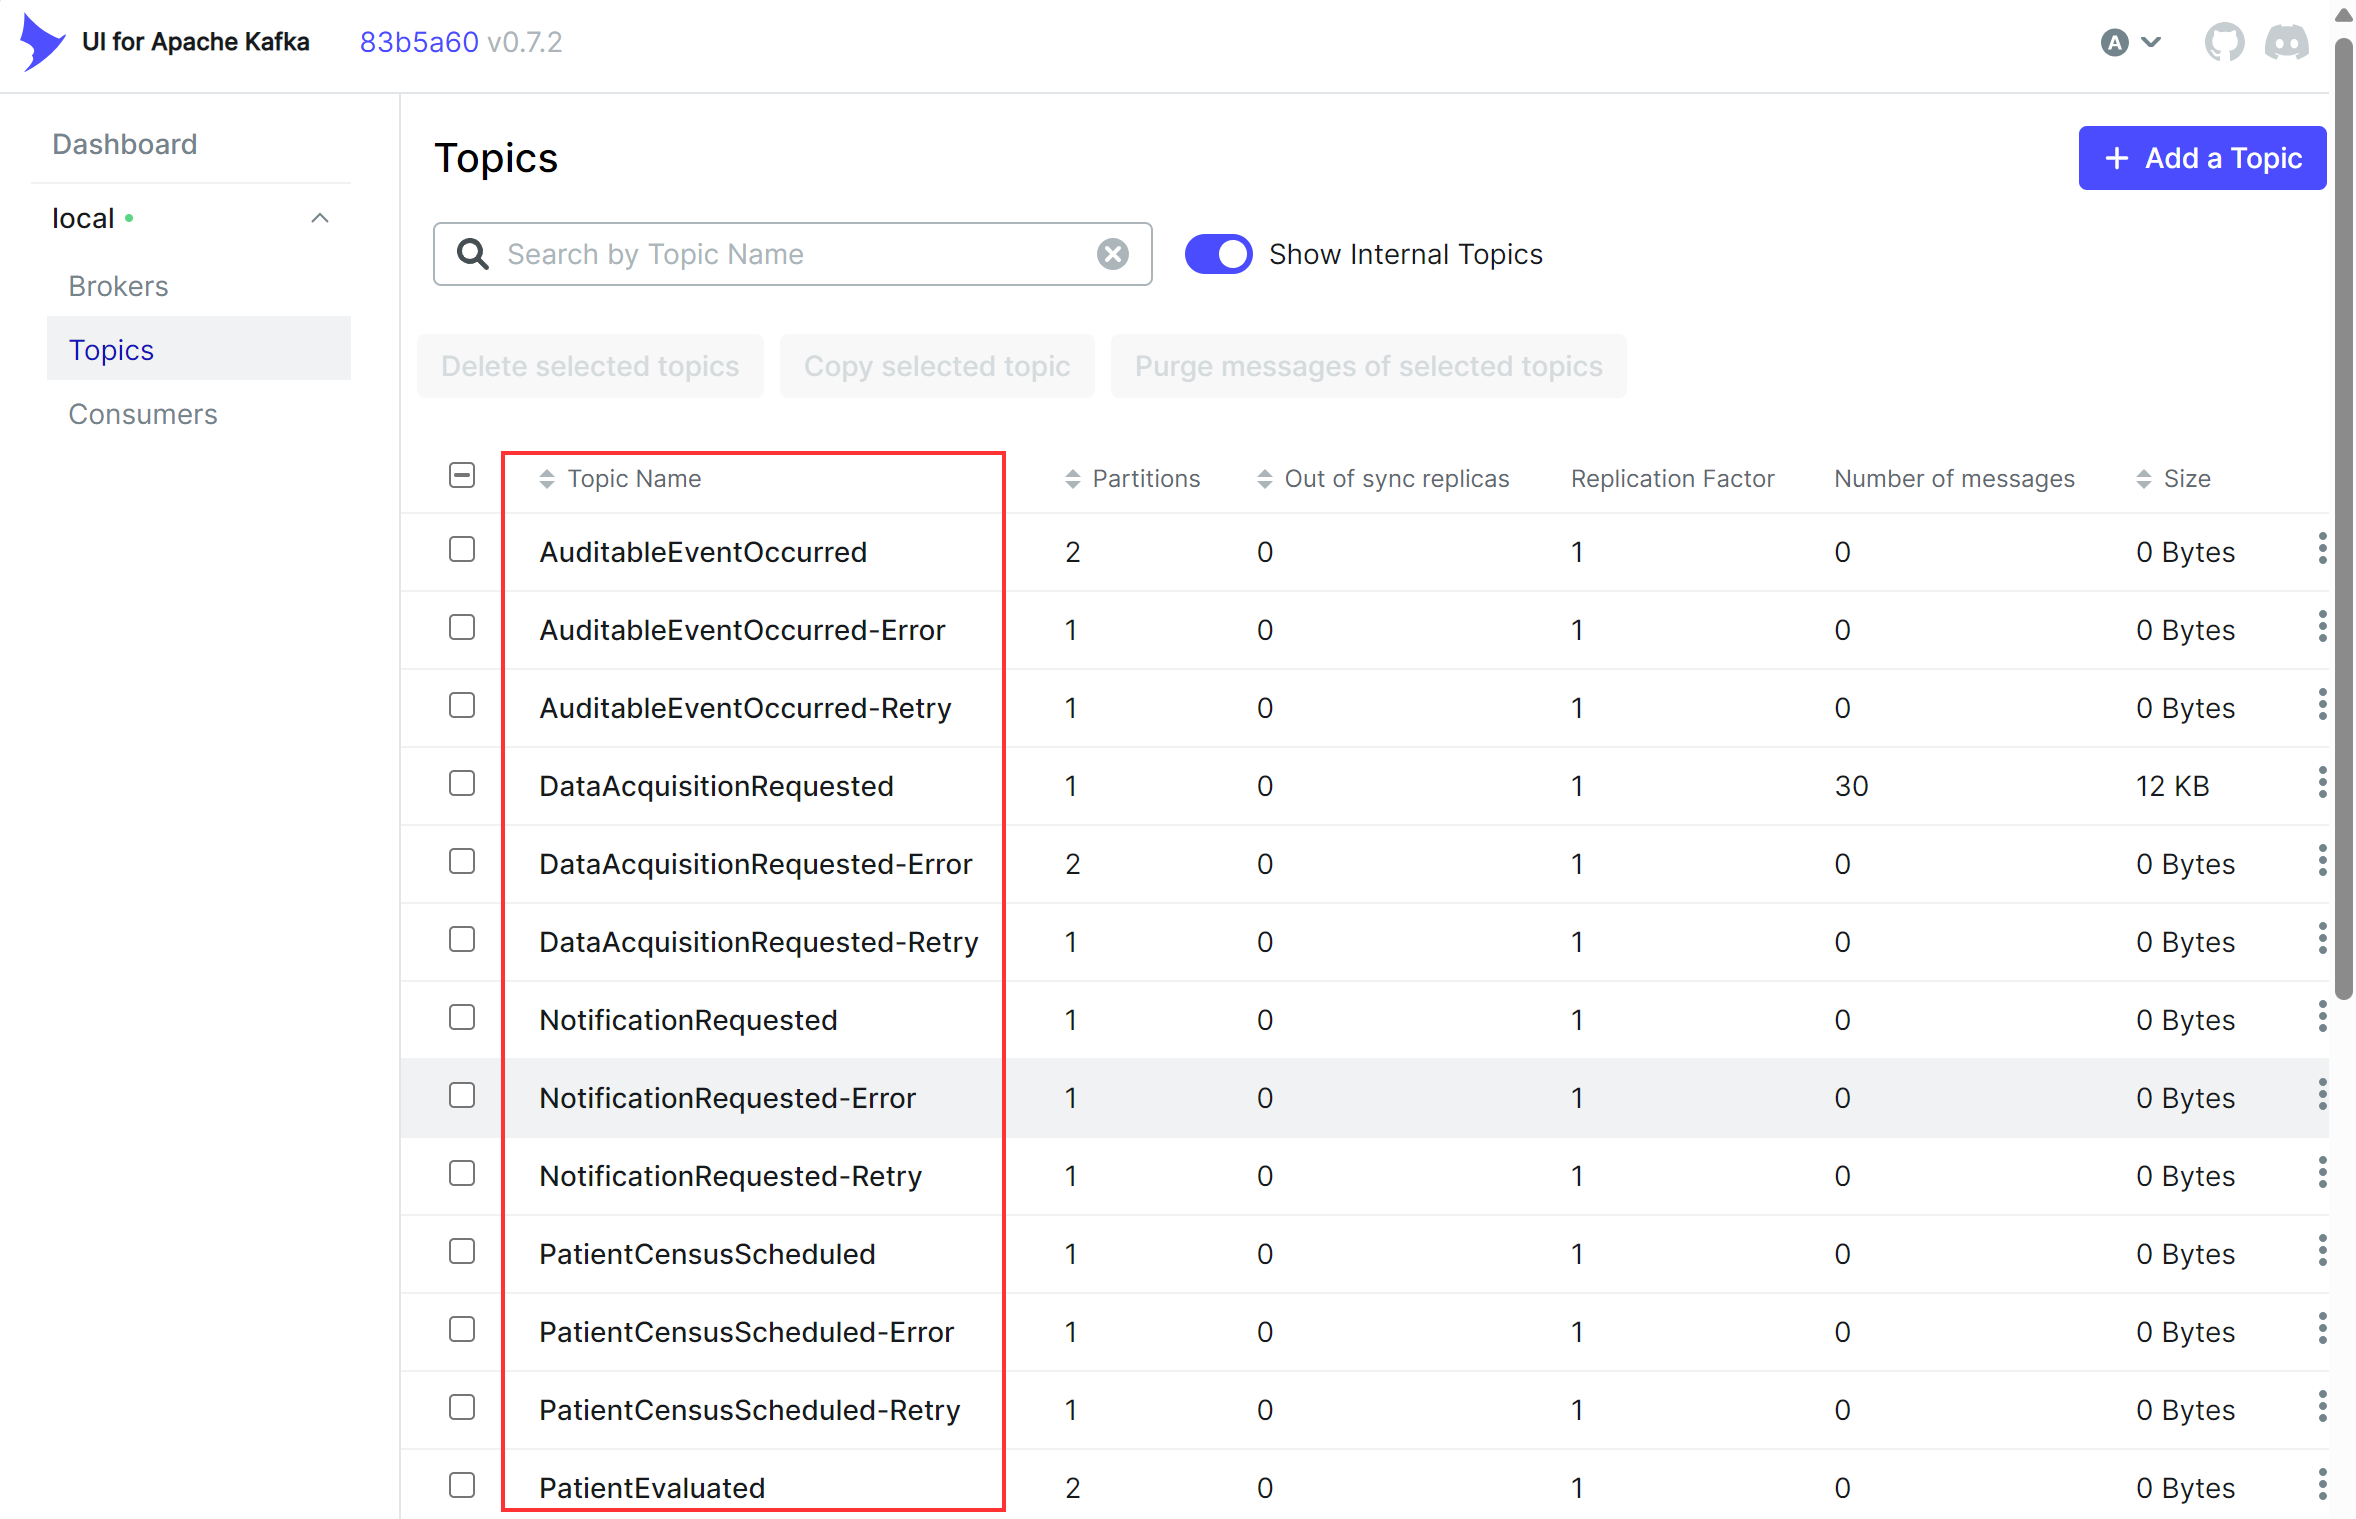 UI for Apache Kafka 83b5a60 v0.7.2 A
Dashboard
local
Brokers
Topics
Consumers
Topics
Add a Topic
Search by Topic Name Show Internal Topics
Delete selected topics Copy selected topic Purge messages of selected topics
Topic Name Partitions Out of sync replicas Replication Factor Number of messages Size
AuditableEventOccurred 2 0 1 0 0 Bytes
AuditableEventOccurred-Error 1 0 1 0 0 Bytes
AuditableEventOccurred-Retry 1 0 1 0 0 Bytes
DataAcquisitionRequested 1 0 1 30 12 KB
DataAcquisitionRequested-Error 2 0 1 0 0 Bytes
DataAcquisitionRequested-Retry 1 0 1 0 0 Bytes
NotificationRequested 1 0 1 0 0 Bytes
NotificationRequested-Error 1 0 1 0 0 Bytes
NotificationRequested-Retry 1 0 1 0 0 Bytes
PatientCensusScheduled 1 0 1 0 0 Bytes
PatientCensusScheduled-Error 1 0 1 0 0 Bytes
PatientCensusScheduled-Retry 1 0 1 0 0 Bytes
PatientEvaluated 2 0 1 0 0 Bytes